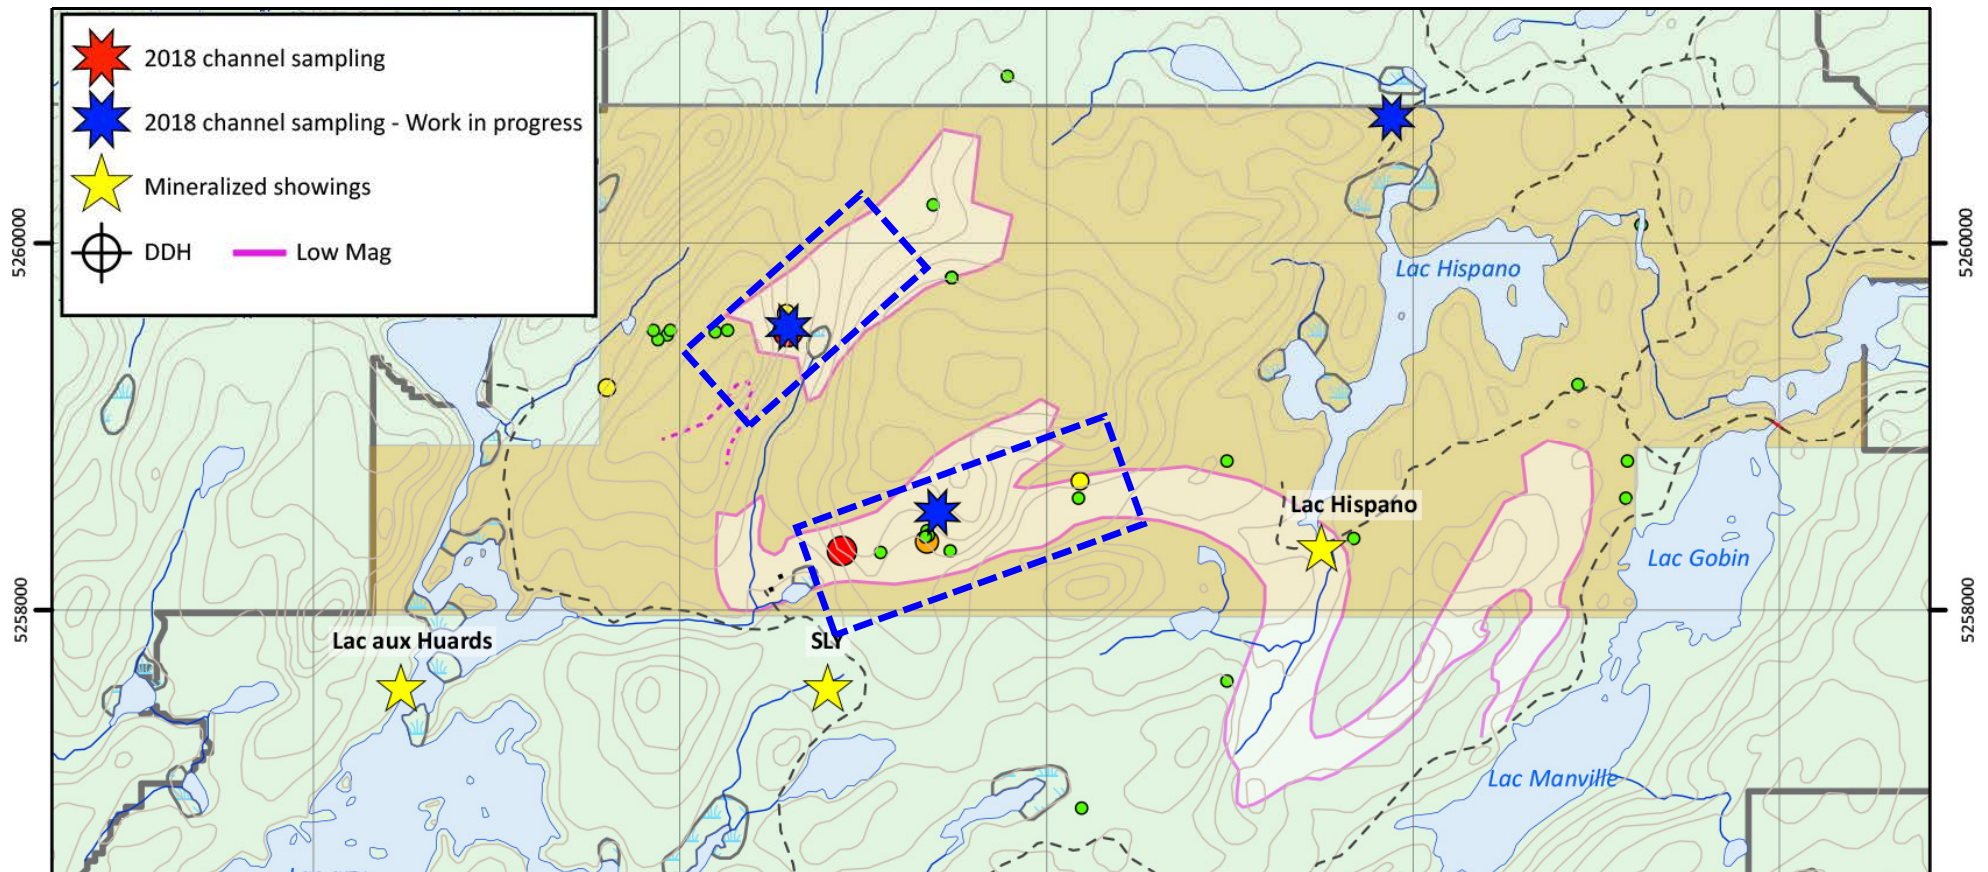 2018 channel sampling
2018 channel sampling - Work in progress
Mineralized showings
DDH
Low Mag
5260000
5260000
Lac Hispano
Lac Hispano
5258000
5258000
Lac Gobin
Lac aux Huards
SLY
Lac Manville